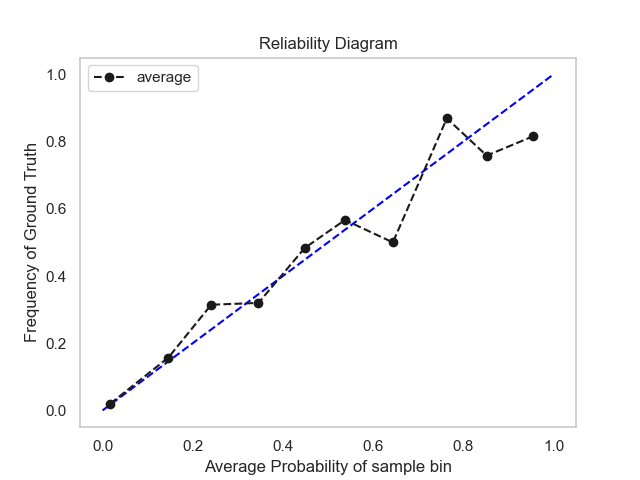 Reliability Diagram
average
1.0
0.8
0.6
0.4
0.2
0.0
Frequency of Ground Truth
0.0 0.2 0.4 0.6 0.8 1.0
Average Probability of sample bin